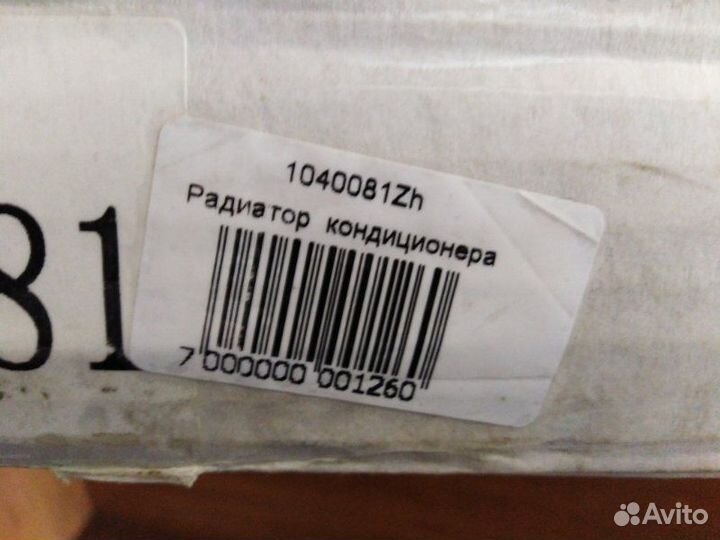 1040081Zh
Радиатор кондиционера
7 000000 001260
81
Avito